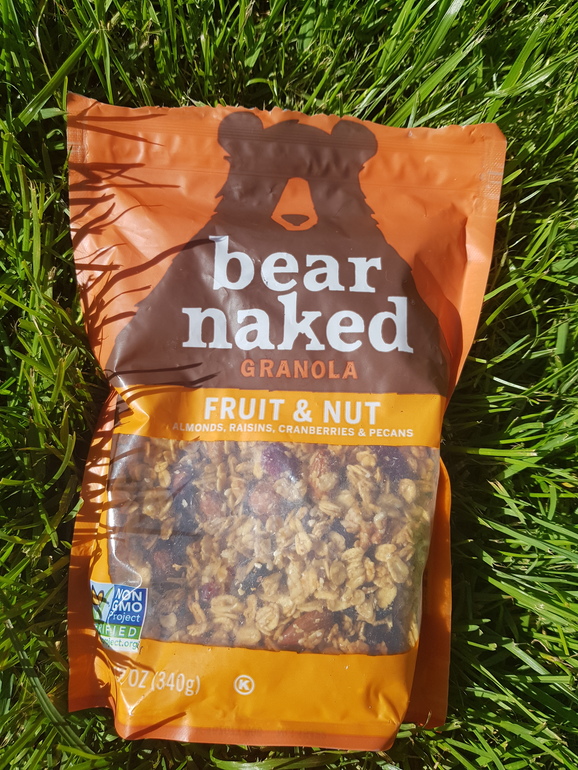 bear
naked
GRANOLA
FRUIT & NUT
ALMONDS, RAISINS, CRANBERRIES & PECANS
NON
GMO
Project
OZ (340g)
K